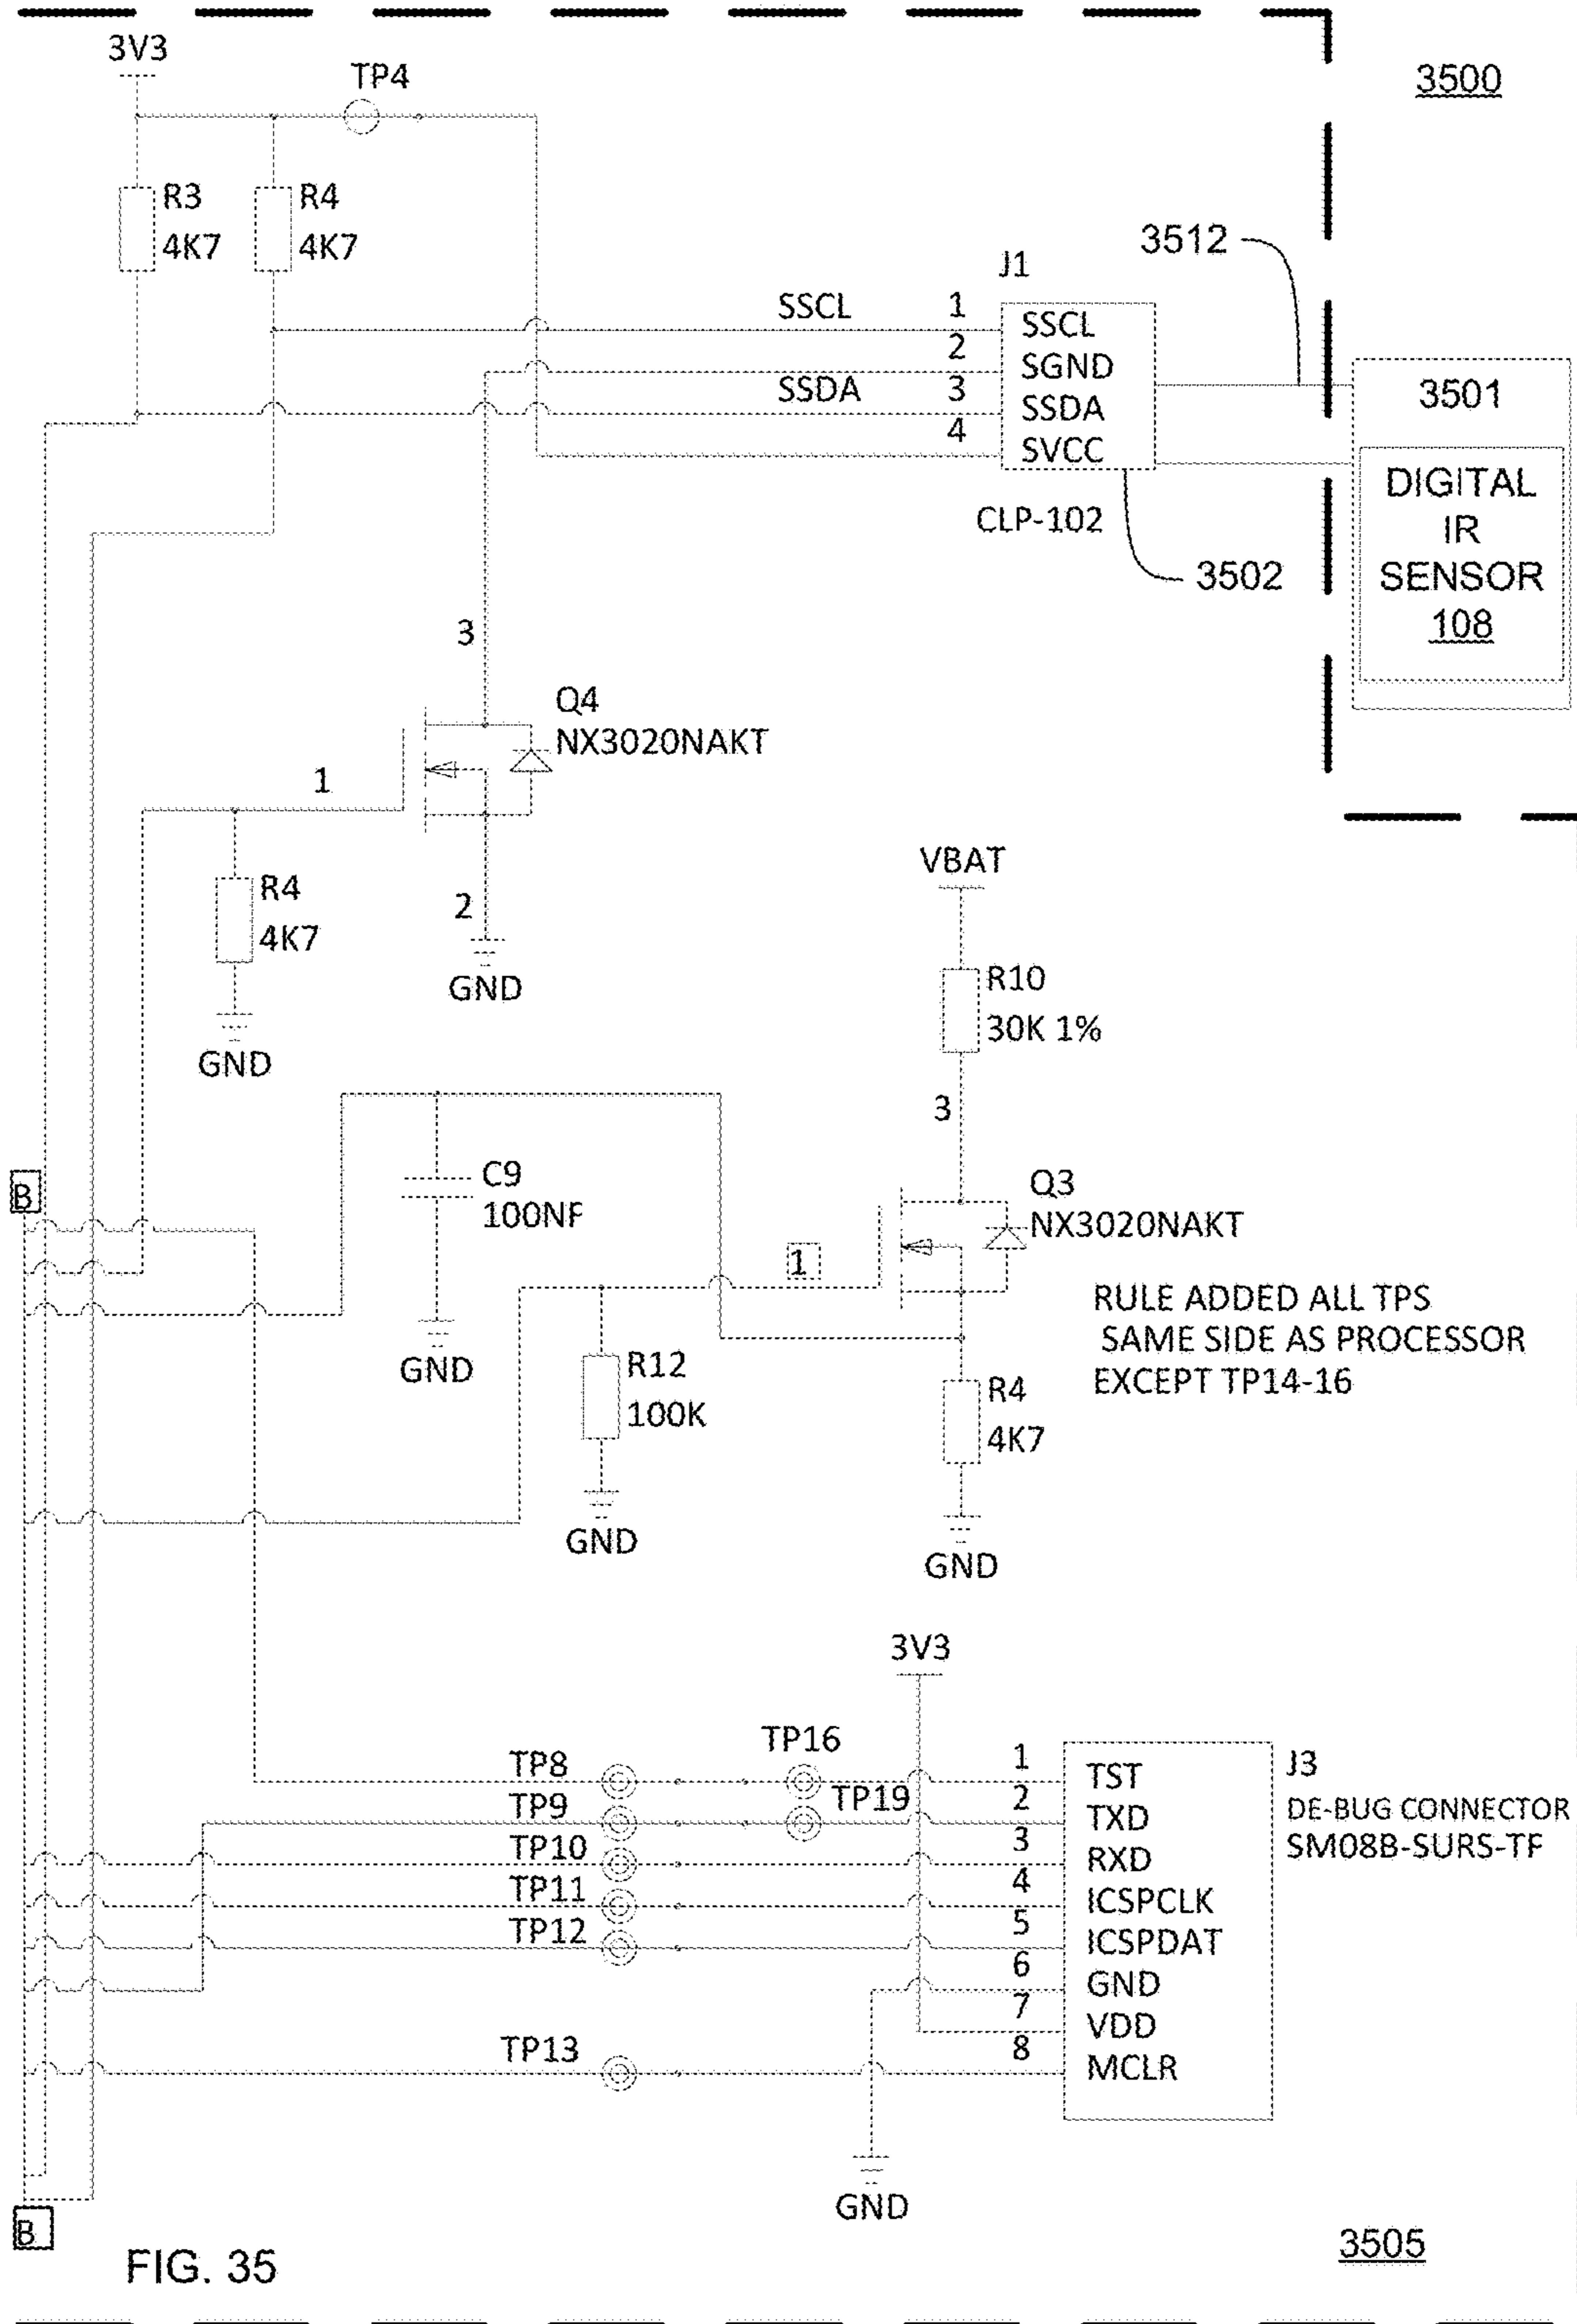 3V3
TP4
3500
R3
4K7
R4
4K7
3512
J1
SSCL
1
SSCL
2
SGND
SSDA
3
SSDA
4
SVCC
3501
DIGITAL
IR
SENSOR
108
CLP-102
3502
3
Q4
NX3020NAKT
1
R4
4K7
2
GND
GND
VBAT
R10
30K 1%
3
C9
100NF
GND
B
Q3
NX3020NAKT
1
RULE ADDED ALL TPS
SAME SIDE AS PROCESSOR
EXCEPT TP14-16
R12
100K
GND
R4
4K7
GND
3V3
TP8
TP16
1
TST
TP9
TP19
2
TXD
TP10
3
RXD
TP11
4
ICSPCLK
TP12
5
ICSPDAT
6
GND
7
VDD
TP13
8
MCLR
J3
DE-BUG CONNECTOR
SM08B-SURS-TF
GND
B
FIG. 35
3505